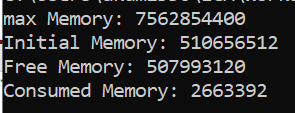 max Memory: 7562854400
Initial Memory: 510656512
Free Memory: 507993120
Consumed Memory: 2663392